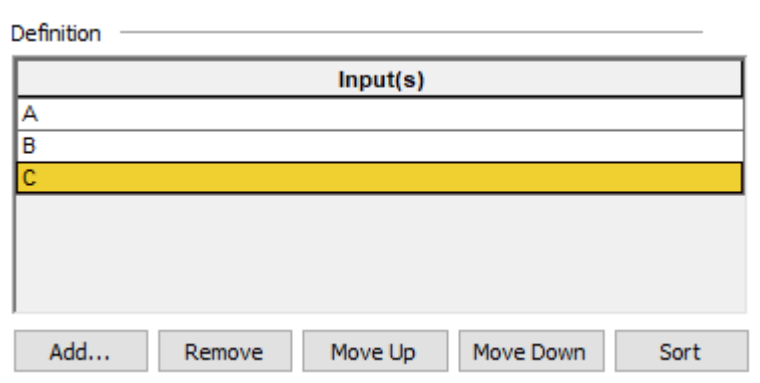 Definition
Input(s)
A
B
C
Add... Remove Move Up Move Down Sort